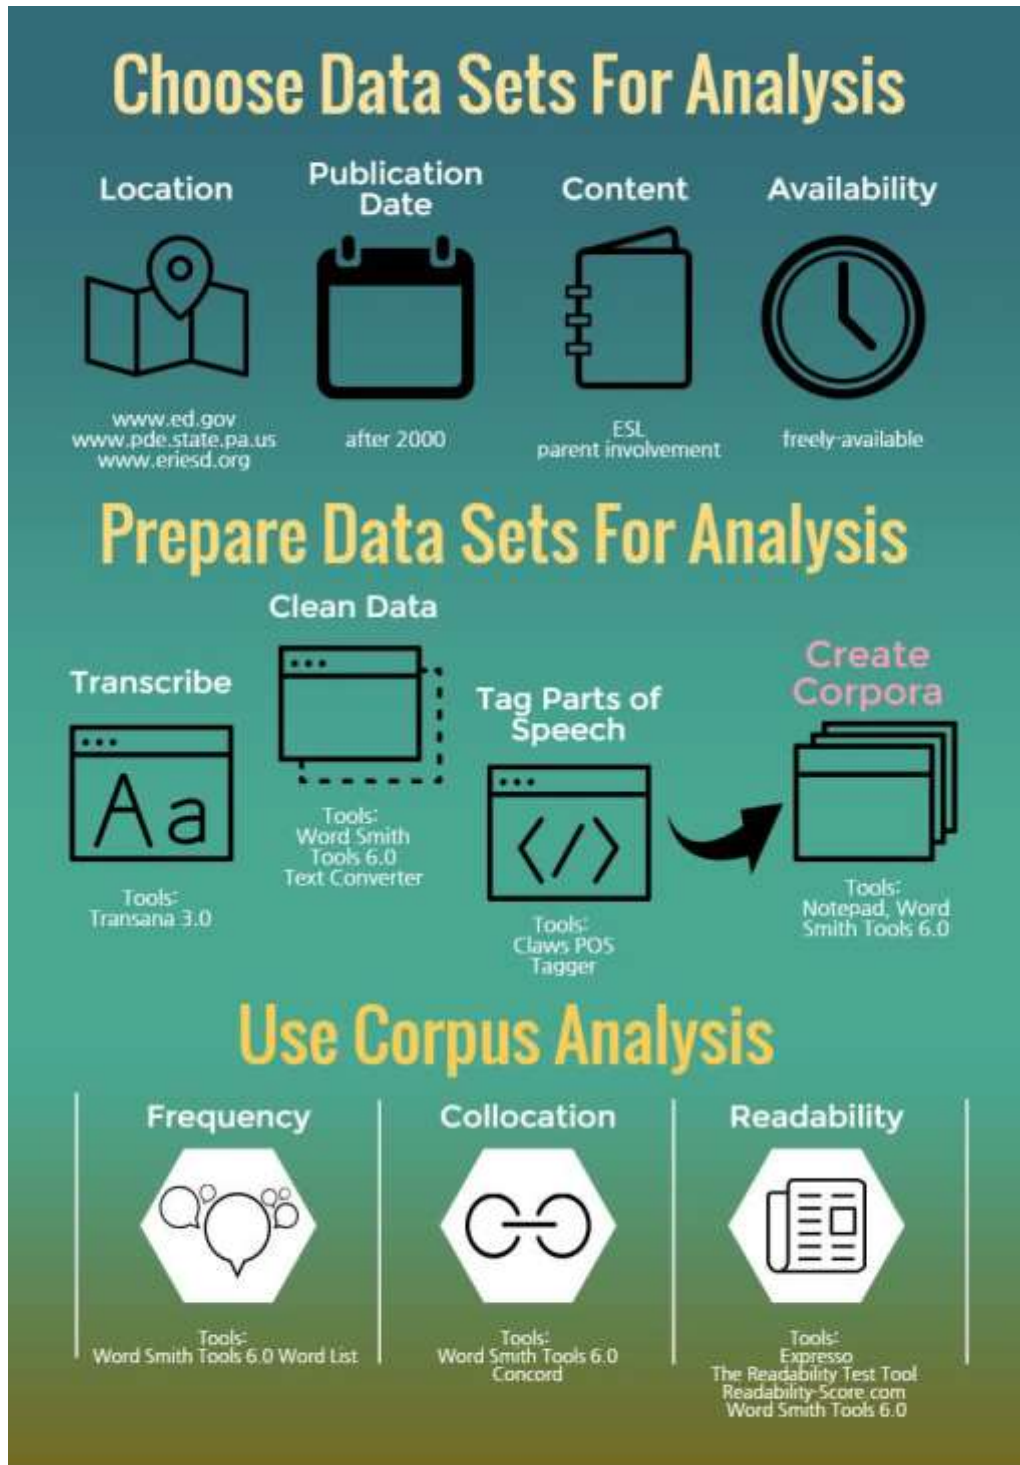 Choose Data Sets For Analysis
Location
Publication
Date
Content
Availability
www.ed.gov
www.pde.state.pa.us
www.eriesd.org
after 2000
ESL
parent involvement
freely-available
Prepare Data Sets For Analysis
Transcribe
Aa
Tools:
Transana 3.0
Clean Data
Tools:
Word Smith
Tools 6.0
Text Converter
Tag Parts of
Speech
</>
Tools:
Claws POS
Tagger
Create
Corpora
Tools:
Notepad, Word
Smith Tools 6.0
Use Corpus Analysis
Frequency
Tools:
Word Smith Tools 6.0 Word List
Collocation
Tools:
Word Smith Tools 6.0
Concord
Readability
Tools:
Expresso
The Readability Test Tool
Readability-Score.com
Word Smith Tools 6.0